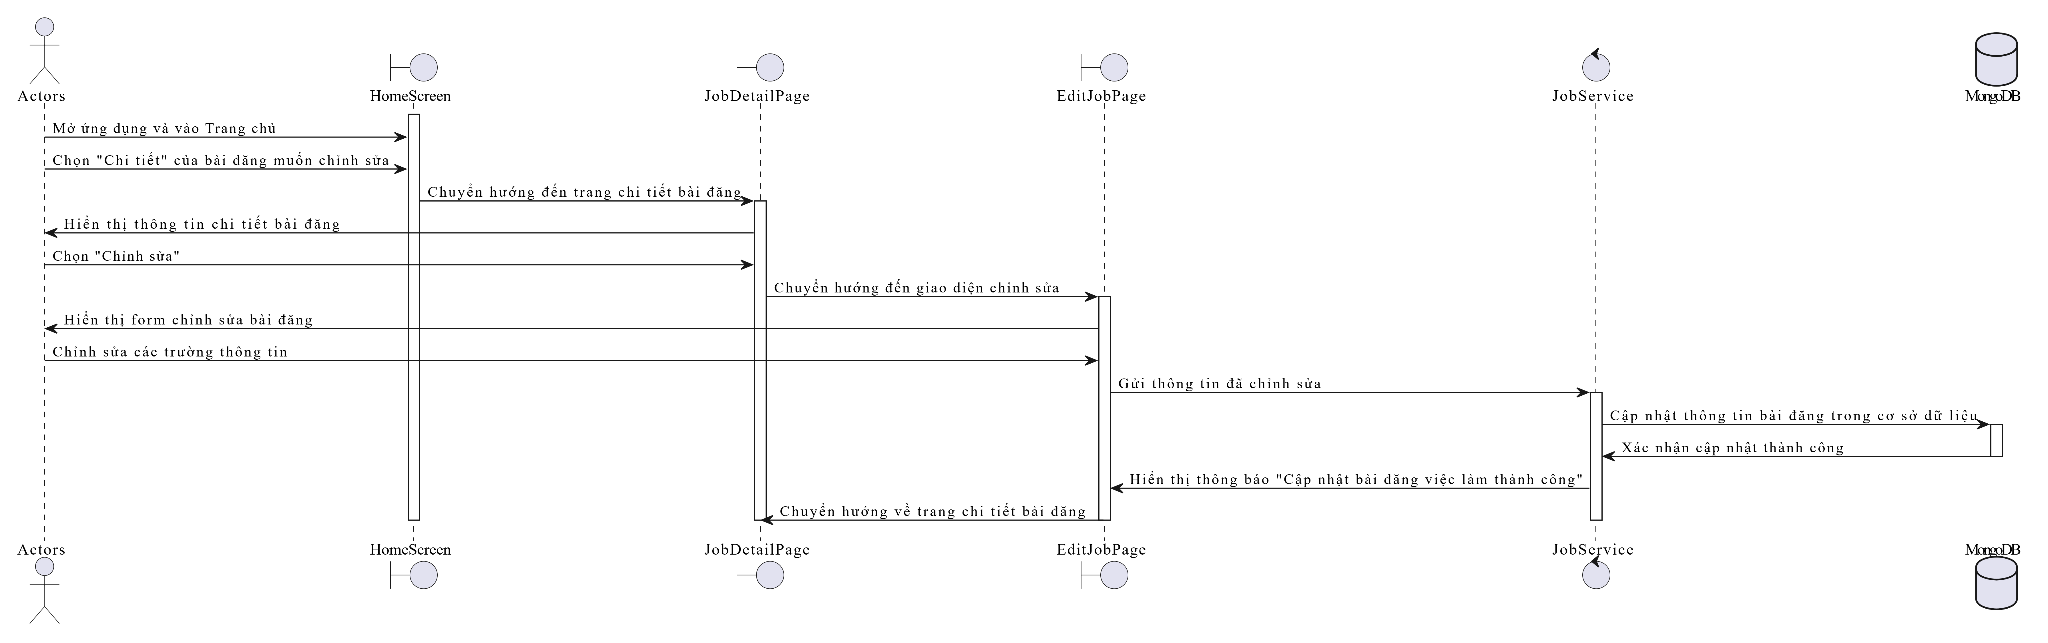 Actors
HomeScreen
JobDetailPage
EditJobPage
JobService
MongoDB
Mở ứng dụng và vào Trang chủ
Chọn "Chi tiết" của bài đăng muốn chỉnh sửa
Chuyển hướng đến trang chi tiết bài đăng
Hiển thị thông tin chi tiết bài đăng
Chọn "Chỉnh sửa"
Chuyển hướng đến giao diện chỉnh sửa
Hiển thị form chỉnh sửa bài đăng
Chỉnh sửa các trường thông tin
Gửi thông tin đã chỉnh sửa
Cập nhật thông tin bài đăng trong cơ sở dữ liệu
Xác nhận cập nhật thành công
Hiển thị thông báo "Cập nhật bài đăng việc làm thành công"
Chuyển hướng về trang chi tiết bài đăng
Actors
HomeScreen
JobDetailPage
EditJobPage
JobService
MongoDB